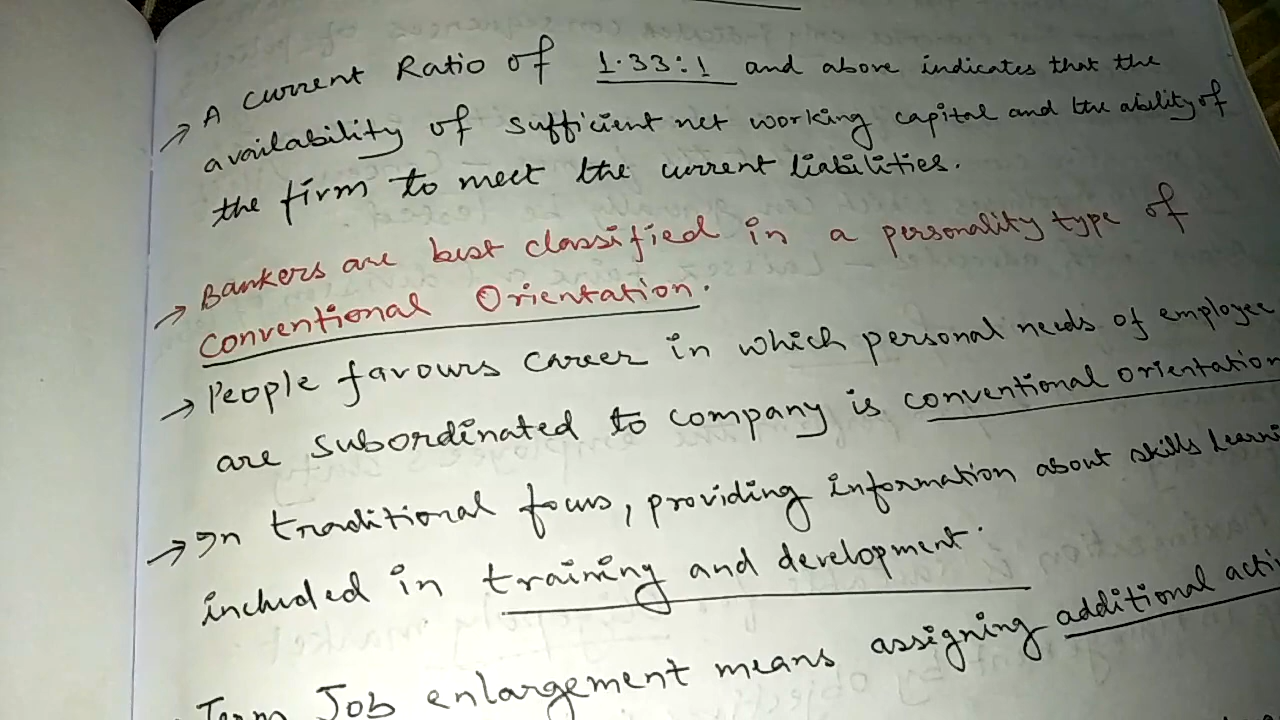 → A current Ratio of 1.33:1 and above indicates that the
availability of sufficient net working capital and the ability of
the firm to meet the current liabilities.
→ Bankers are best classified in a personality type of
conventional Orientation.
→ People favours career in which personal needs of employee
are subordinated to company is conventional orientation
→ In traditional focus, providing information about skills learni
included in training and development.
Term Job enlargement means assigning additional acti